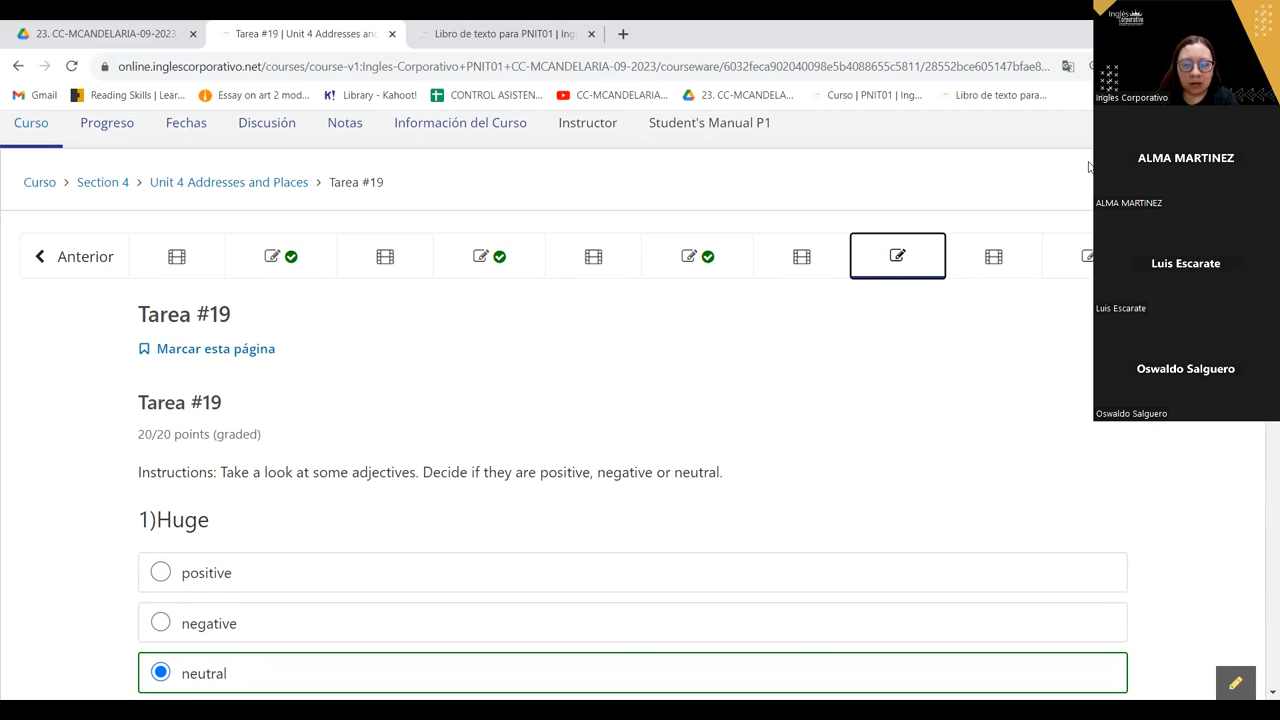 23. CC-MCANDELARIA-09-2023
Tarea #19 | Unit 4 Addresses and
Libro de texto para PNIT01 | Ingl
online.inglescorporativo.net/courses/course-v1:Ingles-Corporativo+PNIT01+CC-MCANDELARIA-09-2023/courseware/6032feca902040098e5b4088655c5811/28552bce605147bfae8...
Gmail
Reading Skills | Lear...
Essay on art 2 mod...
Library - Kahoot
CONTROL ASISTEN...
CC-MCANDELARIA...
23. CC-MCANDELA...
Curso | PNIT01 | Ing...
Libro de texto para...
Curso
Progreso
Fechas
Discusión
Notas
Información del Curso
Instructor
Student's Manual P1
Curso > Section 4 > Unit 4 Addresses and Places > Tarea #19
Anterior
Tarea #19
Marcar esta página
Tarea #19
20/20 points (graded)
Instructions: Take a look at some adjectives. Decide if they are positive, negative or neutral.
1)Huge
positive
negative
neutral
Inglés
Corporativo
Ingles Corporativo
ALMA MARTINEZ
ALMA MARTINEZ
Luis Escarate
Luis Escarate
Oswaldo Salguero
Oswaldo Salguero